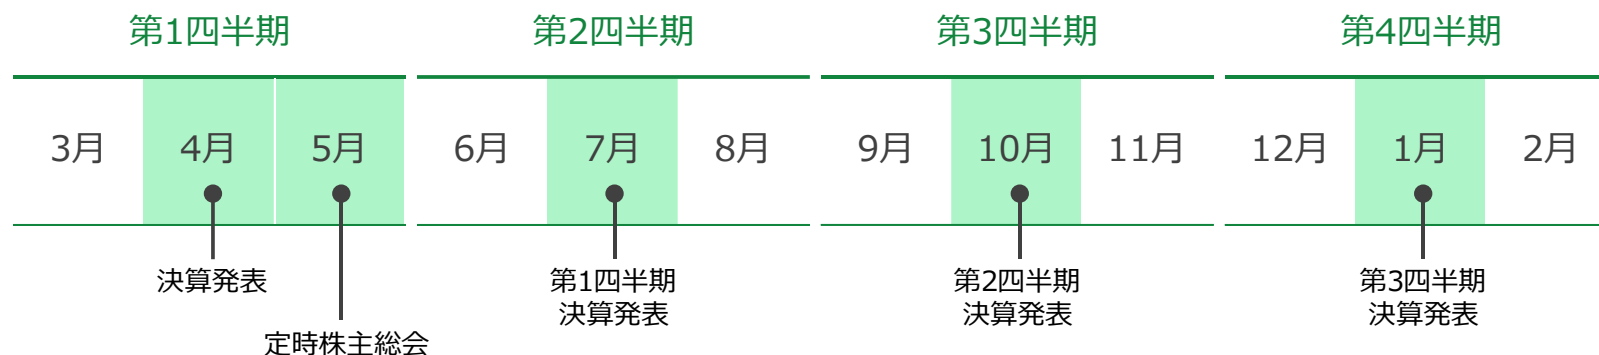 第1四半期
第2四半期
第3四半期
第4四半期
3月
4月
5月
6月
7月
8月
9月
10月
11月
12月
1月
2月
決算発表
定時株主総会
第1四半期
決算発表
第2四半期
決算発表
第3四半期
決算発表